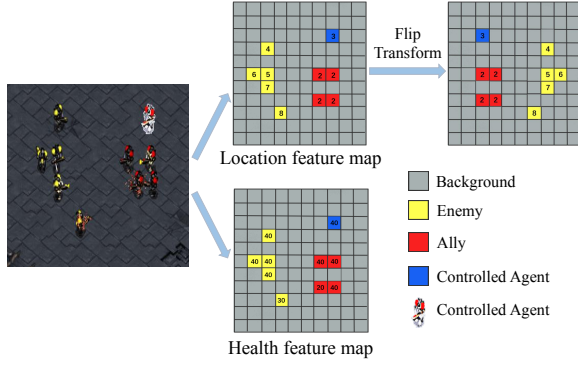 Flip
Transform
3
4
6 5 2 2
7
2 2
8
3
4
2 2 5 6
7
2 2
8
Location feature map
40
40
40 40 40 40
40 20 40
30
Health feature map
Background
Enemy
Ally
Controlled Agent
Controlled Agent